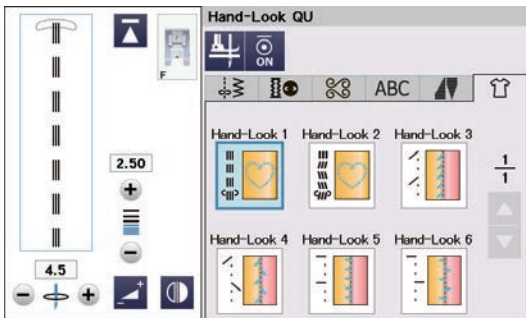 Hand-Look QU
F
ON
ABC
2.50
4.5
Hand-Look 1
Hand-Look 2
Hand-Look 3
1
1
Hand-Look 4
Hand-Look 5
Hand-Look 6